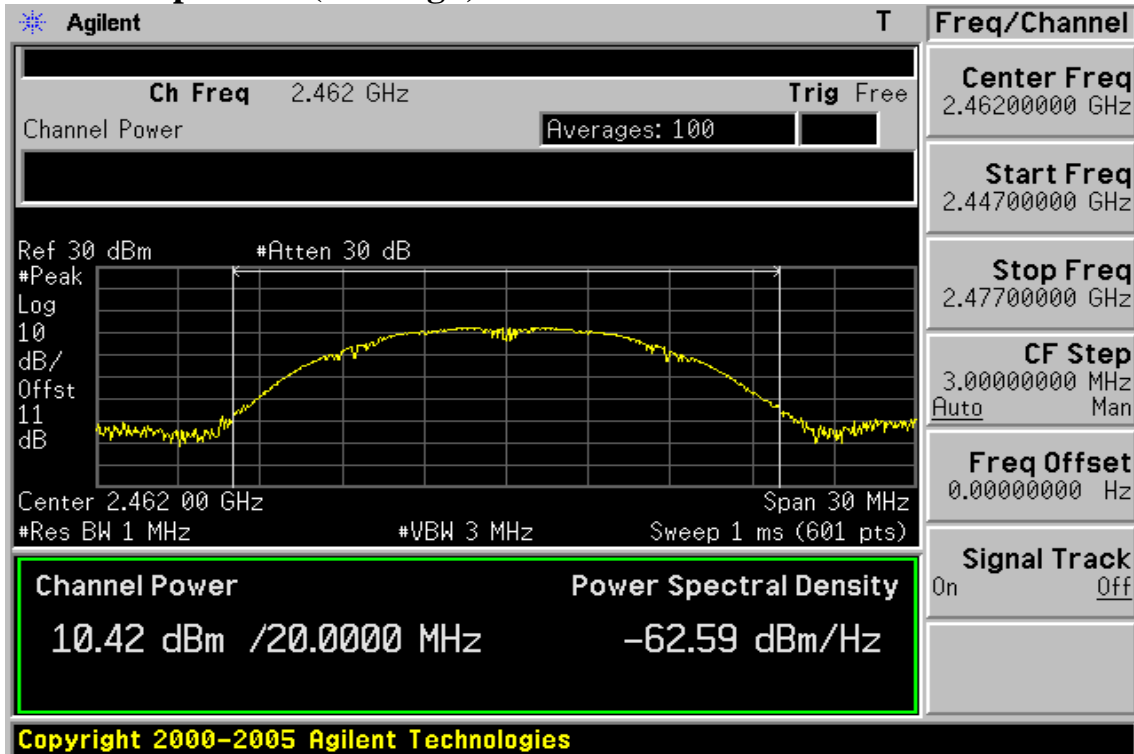 Agilent T Freq/Channel
Ch Freq 2.462 GHz Trig Free
Channel Power Averages: 100
Ref 30 dBm #Atten 30 dB
#Peak
Log
10
dB/
Offst
11
dB
Center 2.462 00 GHz Span 30 MHz
#Res BW 1 MHz #VBW 3 MHz Sweep 1 ms (601 pts)
Channel Power Power Spectral Density
10.42 dBm /20.0000 MHz -62.59 dBm/Hz
Copyright 2000-2005 Agilent Technologies
Center Freq
2.46200000 GHz
Start Freq
2.44700000 GHz
Stop Freq
2.47700000 GHz
CF Step
3.00000000 MHz
Auto Man
Freq Offset
0.00000000 Hz
Signal Track
On Off